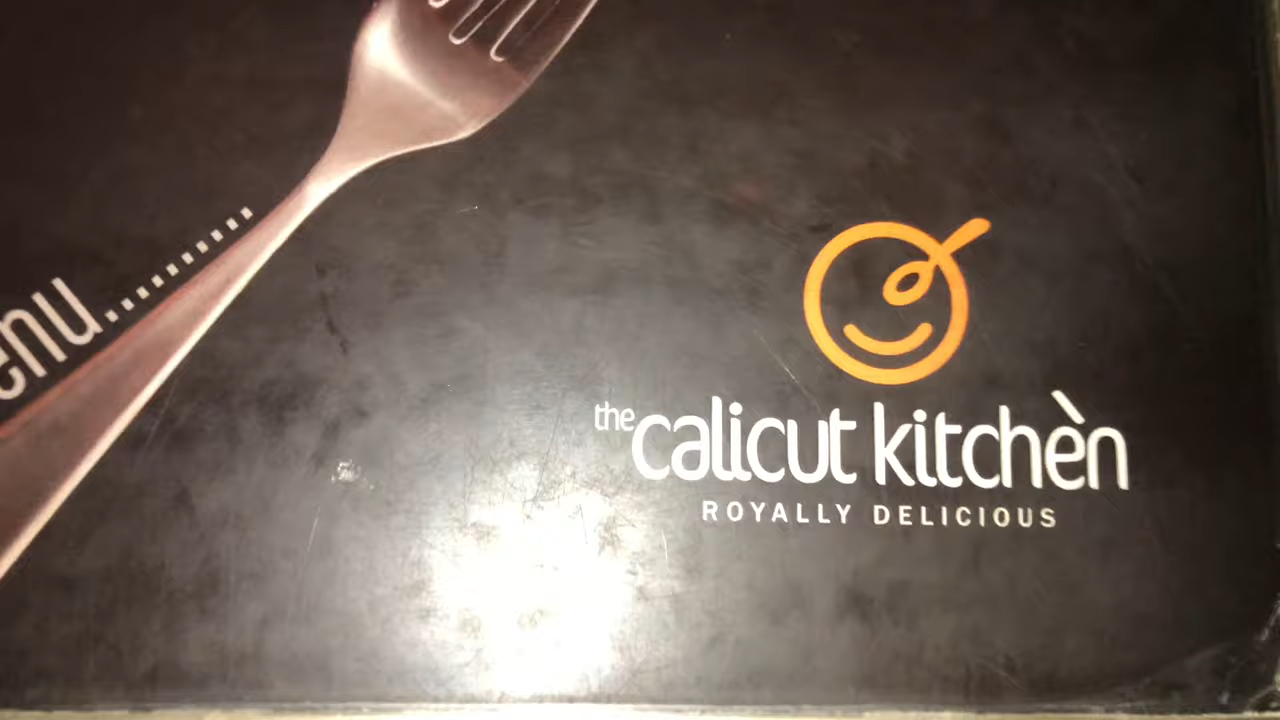 enu...........
the calicut kitchèn
ROYALLY DELICIOUS